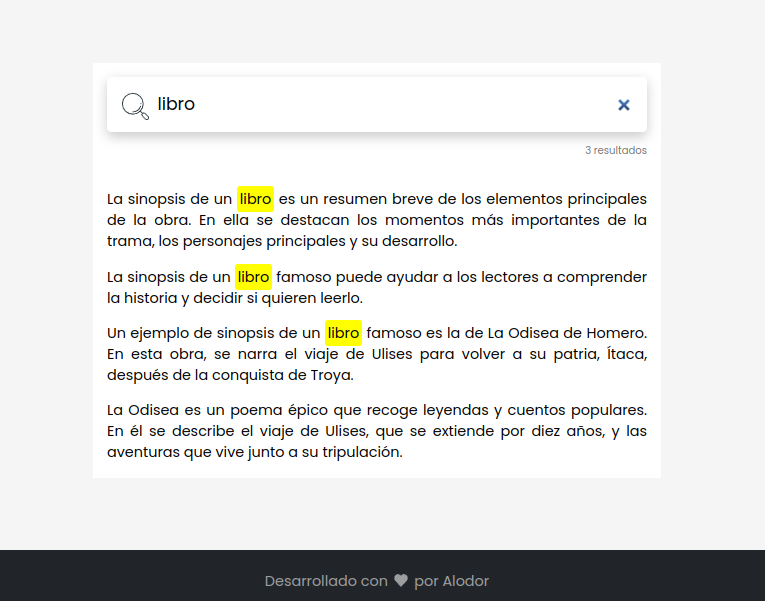 libro
3 resultados
La sinopsis de un libro es un resumen breve de los elementos principales
de la obra. En ella se destacan los momentos más importantes de la
trama, los personajes principales y su desarrollo.
La sinopsis de un libro famoso puede ayudar a los lectores a comprender
la historia y decidir si quieren leerlo.
Un ejemplo de sinopsis de un libro famoso es la de La Odisea de Homero.
En esta obra, se narra el viaje de Ulises para volver a su patria, Ítaca,
después de la conquista de Troya.
La Odisea es un poema épico que recoge leyendas y cuentos populares.
En él se describe el viaje de Ulises, que se extiende por diez años, y las
aventuras que vive junto a su tripulación.
Desarrollado con ❤ por Alodor